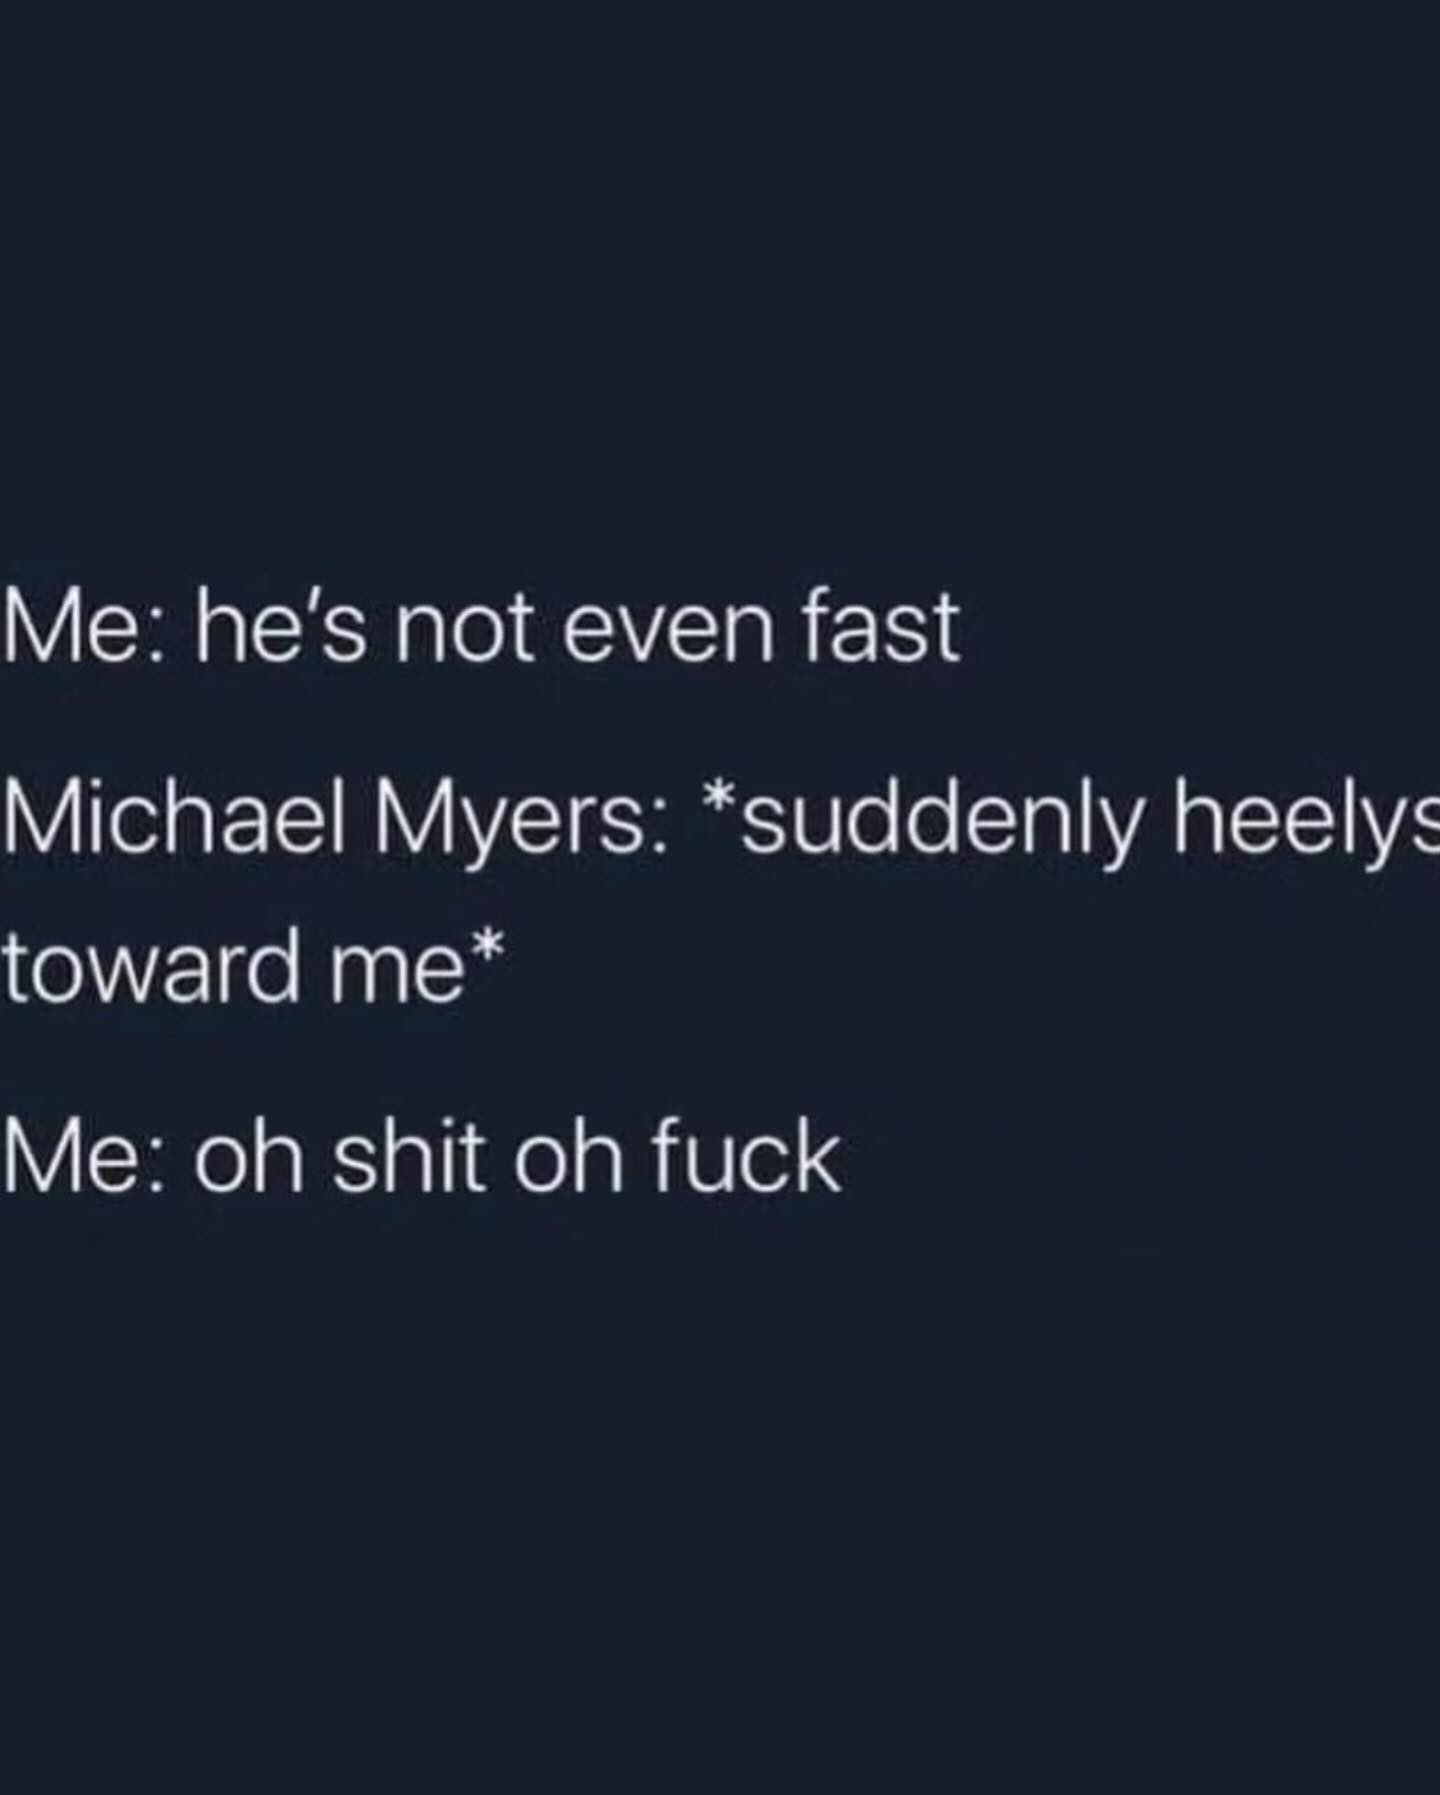 Me: he's not even fast
Michael Myers: *suddenly heelys
toward me*
Me: oh shit oh fuck